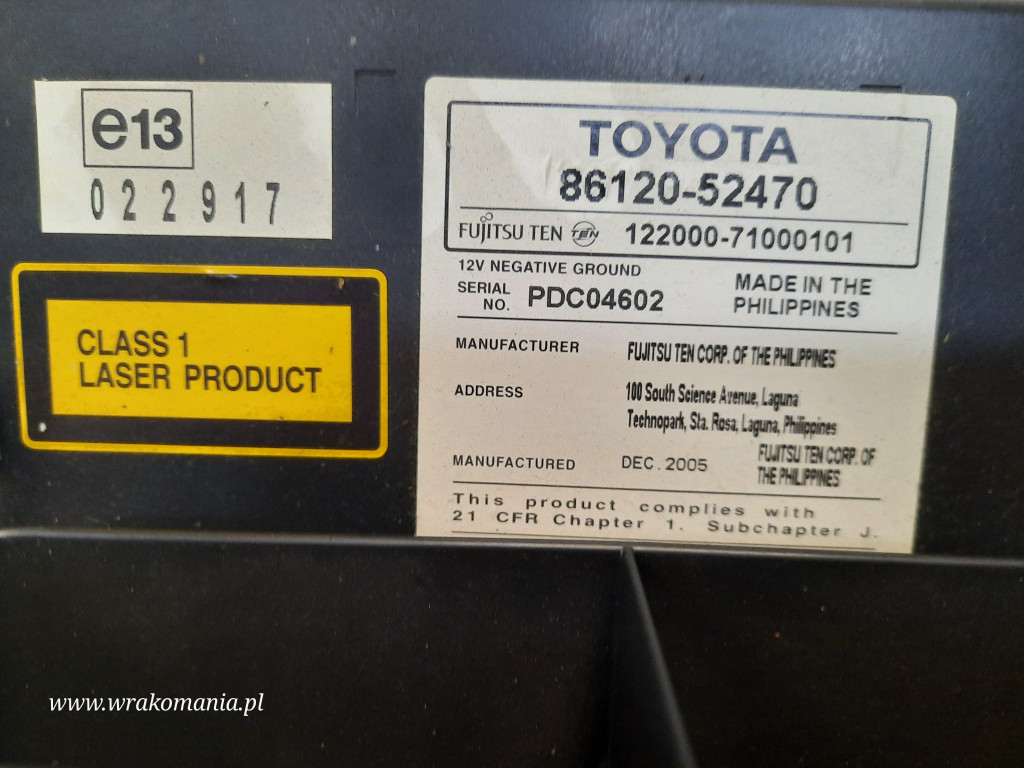 e13
022917
CLASS 1
LASER PRODUCT
TOYOTA
86120-52470
FUJITSU TEN TEN 122000-71000101
12V NEGATIVE GROUND
SERIAL NO. PDC04602
MADE IN THE PHILIPPINES
MANUFACTURER FUJITSU TEN CORP. OF THE PHILIPPINES
ADDRESS 100 South Science Avenue, Laguna
Technopark, Sta. Rosa, Laguna, Philippines
MANUFACTURED DEC. 2005 FUJITSU TEN CORP. OF
THE PHILIPPINES
This product complies with
21 CFR Chapter 1. Subchapter J.
www.wrakomania.pl